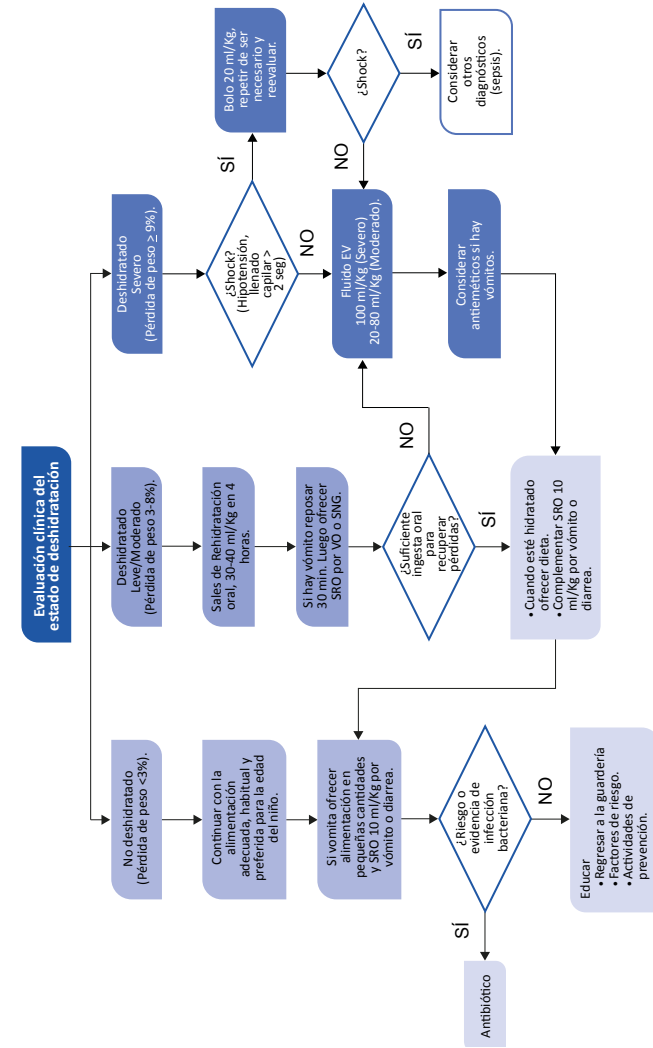 Evaluación clínica del
estado de deshidratación
No deshidratado
(Pérdida de peso <3%).
Continuar con la
alimentación
adecuada, habitual y
preferida para la edad
del niño.
Si vomita ofrecer
alimentación en
pequeñas cantidades
y SRO 10 ml/Kg por
vómito o diarrea.
¿Riesgo o
evidencia de
infección
bacteriana?
SÍ
Antibiótico
NO
Educar
• Regresar a la guardería
• Factores de riesgo.
• Actividades de
prevención.
Deshidratado
Leve/Moderado
(Pérdida de peso 3-8%).
Sales de Rehidratación
oral, 30-40 ml/Kg en 4
horas.
Si hay vómito reposar
30 min. Luego ofrecer
SRO por VO o SNG.
¿Suficiente
ingesta oral
para
recuperar
pérdidas?
NO
SÍ
• Cuando esté hidratado
ofrecer dieta.
• Complementar SRO 10
ml/Kg por vómito o
diarrea.
Deshidratado
Severo
(Pérdida de peso ≥ 9%).
¿Shock?
(Hipotensión,
llenado
capilar >
2 seg)
SÍ
NO
Bolo 20 ml/Kg,
repetir de ser
necesario y
reevaluar.
¿Shock?
NO
SÍ
Considerar
otros
diagnósticos
(sepsis).
Fluido EV
100 ml/Kg (Severo)
20-80 ml/Kg (Moderado).
Considerar
antieméticos si hay
vómitos.